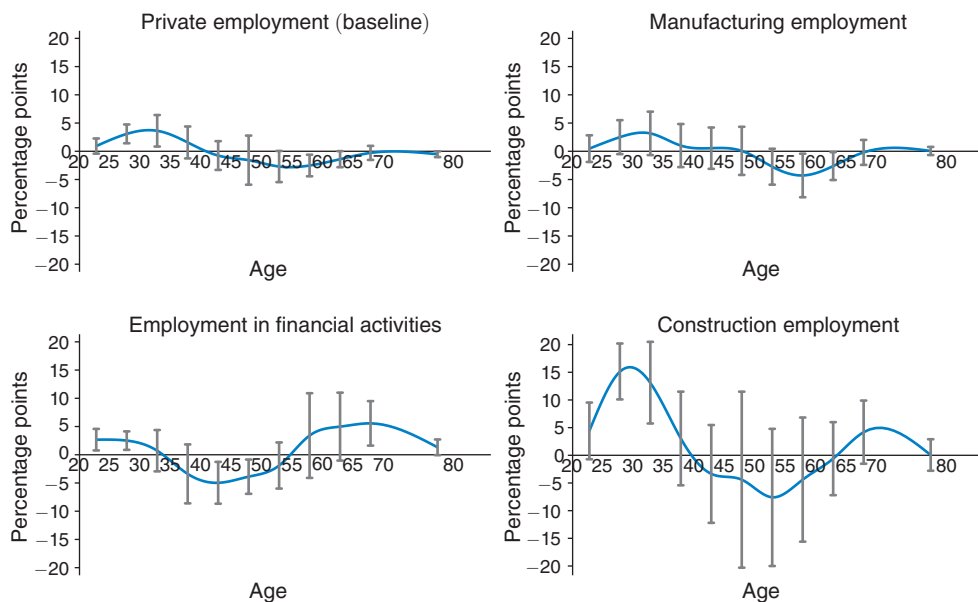 Private employment (baseline)
Percentage points
20
15
10
5
0
−5
−10
−15
−20
20 25 30 35 40 45 50 55 60 65 70 80
Age
Manufacturing employment
Percentage points
20
15
10
5
0
−5
−10
−15
−20
20 25 30 35 40 45 50 55 60 65 70 80
Age
Employment in financial activities
Percentage points
20
15
10
5
0
−5
−10
−15
−20
20 25 30 35 40 45 50 55 60 65 70 80
Age
Construction employment
Percentage points
20
15
10
5
0
−5
−10
−15
−20
20 25 30 35 40 45 50 55 60 65 70 80
Age